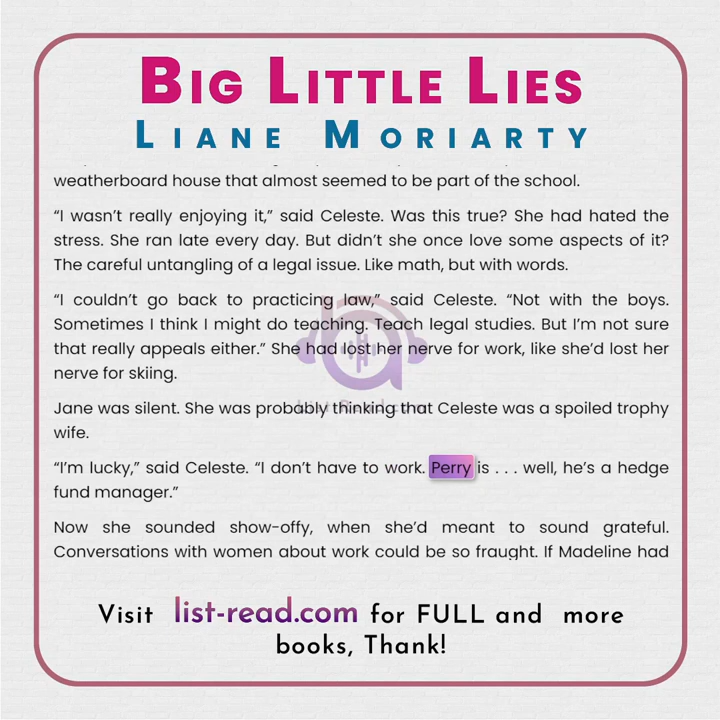 BIG LITTLE LIES
LIANE MORIARTY
weatherboard house that almost seemed to be part of the school.
“I wasn’t really enjoying it,” said Celeste. Was this true? She had hated the
stress. She ran late every day. But didn’t she once love some aspects of it?
The careful untangling of a legal issue. Like math, but with words.
“I couldn’t go back to practicing law,” said Celeste. “Not with the boys.
Sometimes I think I might do teaching. Teach legal studies. But I’m not sure
that really appeals either.” She had lost her nerve for work, like she’d lost her
nerve for skiing.
Jane was silent. She was probably thinking that Celeste was a spoiled trophy
wife.
“I’m lucky,” said Celeste. “I don’t have to work. Perry is . . . well, he’s a hedge
fund manager.”
Now she sounded show-offy, when she’d meant to sound grateful.
Conversations with women about work could be so fraught. If Madeline had
Visit list-read.com for FULL and more
books, Thank!